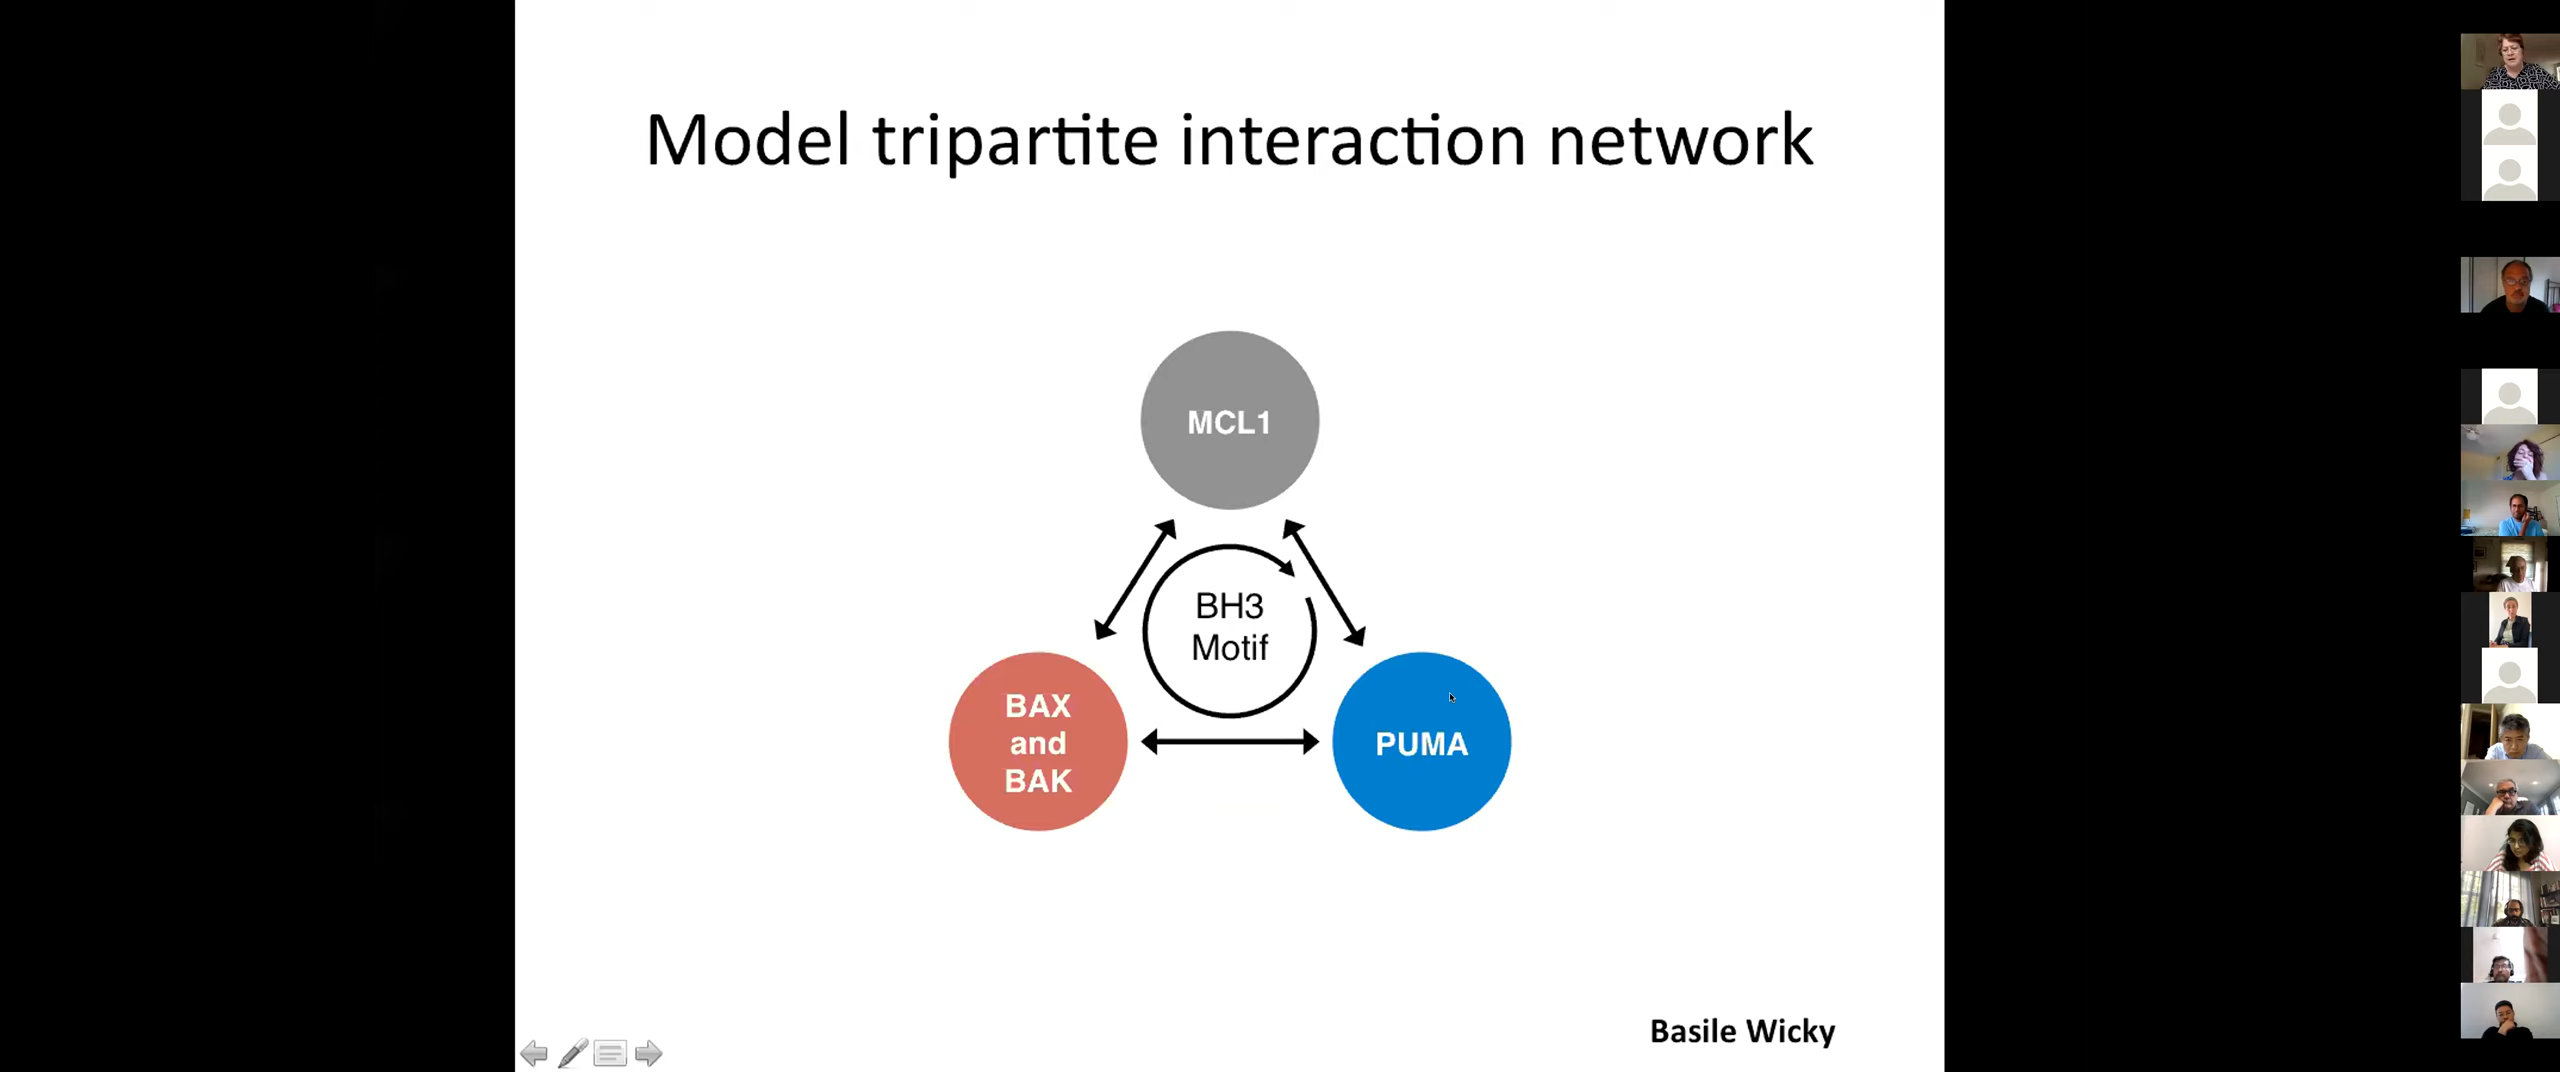 Model tripartite interaction network
MCL1
BH3
Motif
BAX
and
BAK
PUMA
Basile Wicky